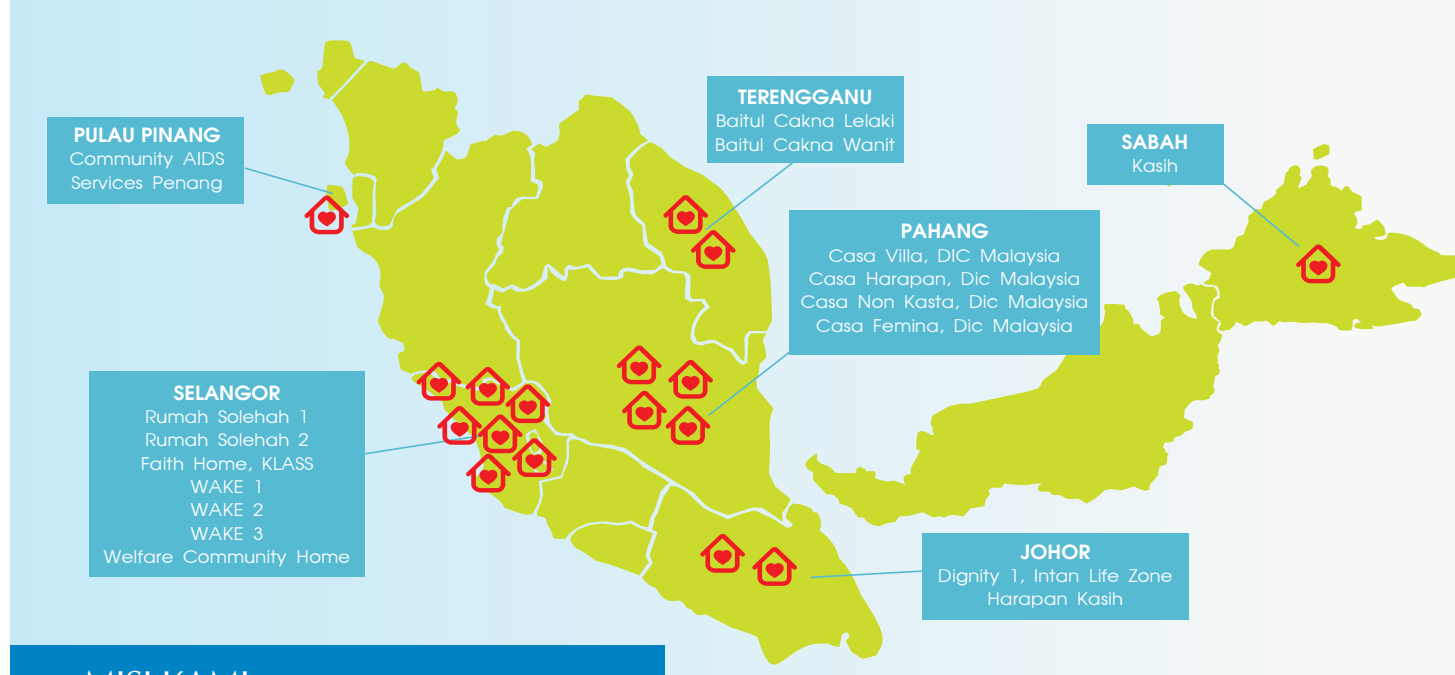 PULAU PINANG
Community AIDS
Services Penang
TERENGGANU
Baitul Cakna Lelaki
Baitul Cakna Wanit
SABAH
Kasih
PAHANG
Casa Villa, DIC Malaysia
Casa Harapan, Dic Malaysia
Casa Non Kasta, Dic Malaysia
Casa Femina, Dic Malaysia
SELANGOR
Rumah Solehah 1
Rumah Solehah 2
Faith Home, KLASS
WAKE 1
WAKE 2
WAKE 3
Welfare Community Home
JOHOR
Dignity 1, Intan Life Zone
Harapan Kasih
MISI KAMI